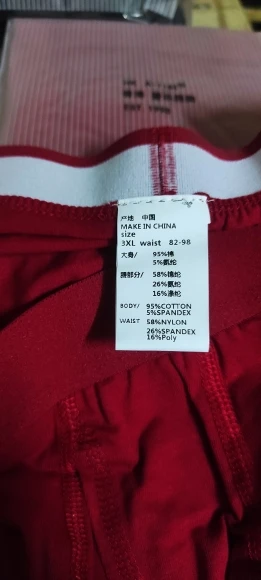 产地 中国
MAKE IN CHINA
size
3XL waist 82-98
大身/ 95%棉
5%氨纶
腰部分/ 58%棉纶
26%氨纶
16%涤纶
BODY/ 95%COTTON
5%SPANDEX
WAIST 58%NYLON
26%SPANDEX
16%Poly